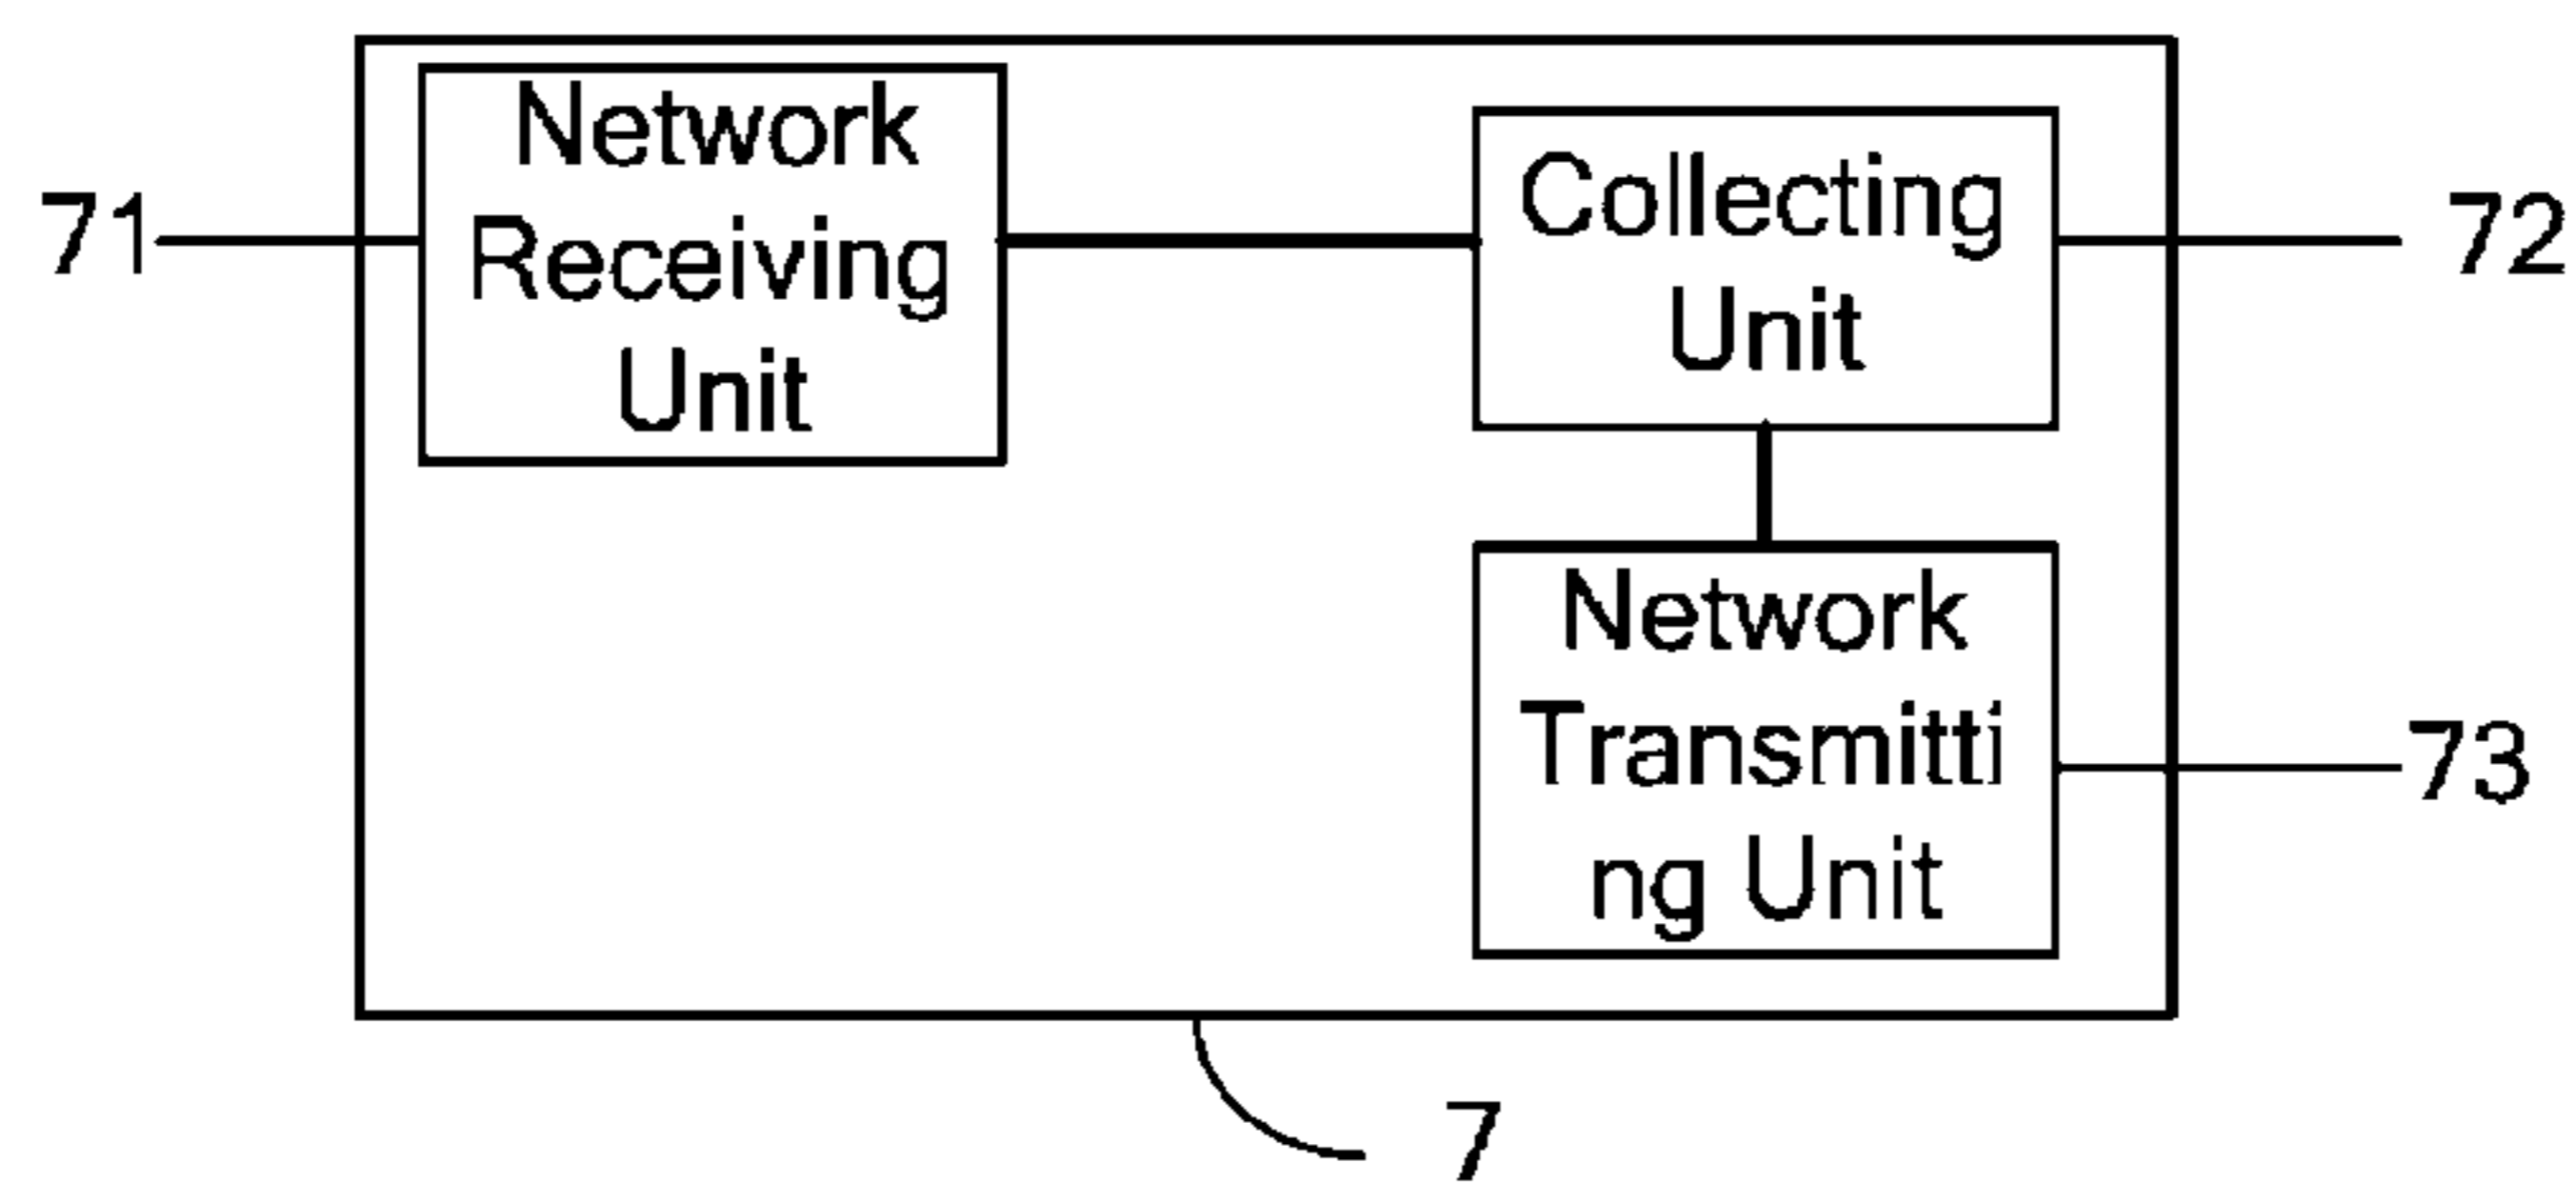 Network
Receiving
Unit
71
Collecting
Unit
72
Network
Transmitti
ng Unit
73
7